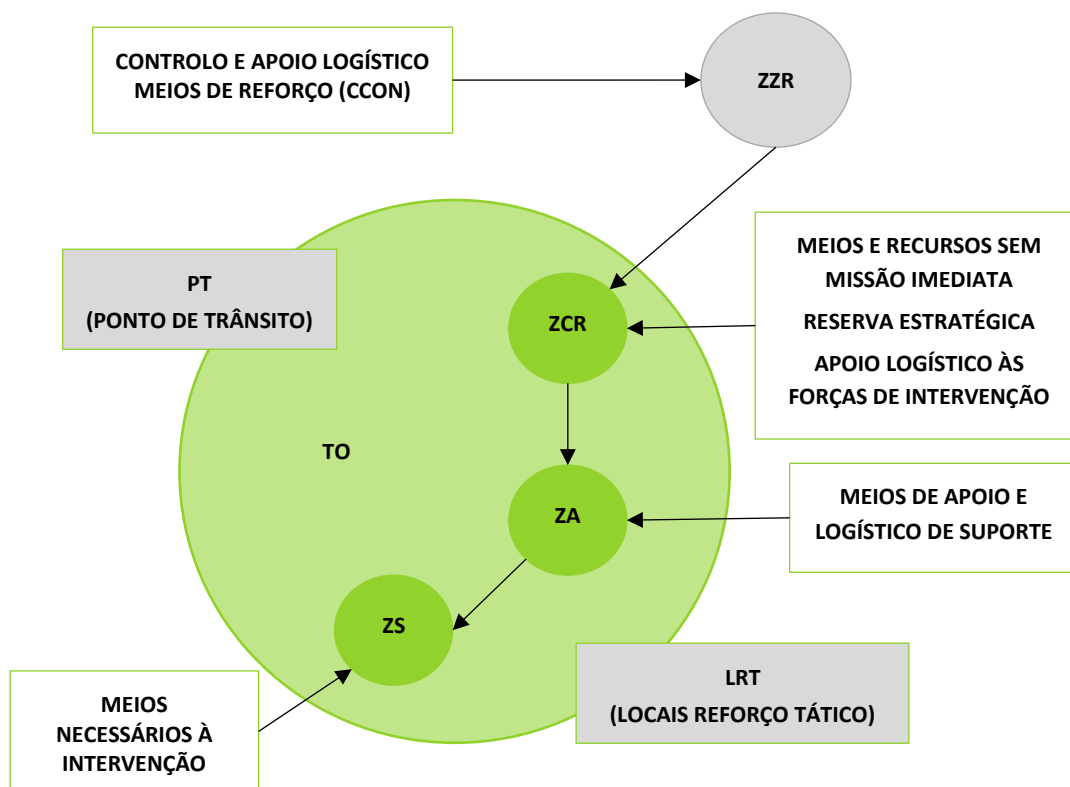 CONTROLO E APOIO LOGÍSTICO
MEIOS DE REFORÇO (CCON)
ZZR
PT
(PONTO DE TRÂNSITO)
MEIOS E RECURSOS SEM
MISSÃO IMEDIATA
RESERVA ESTRATÉGICA
APOIO LOGÍSTICO ÀS
FORÇAS DE INTERVENÇÃO
ZCR
TO
MEIOS DE APOIO E
LOGÍSTICO DE SUPORTE
ZA
ZS
LRT
(LOCAIS REFORÇO TÁTICO)
MEIOS
NECESSÁRIOS À
INTERVENÇÃO